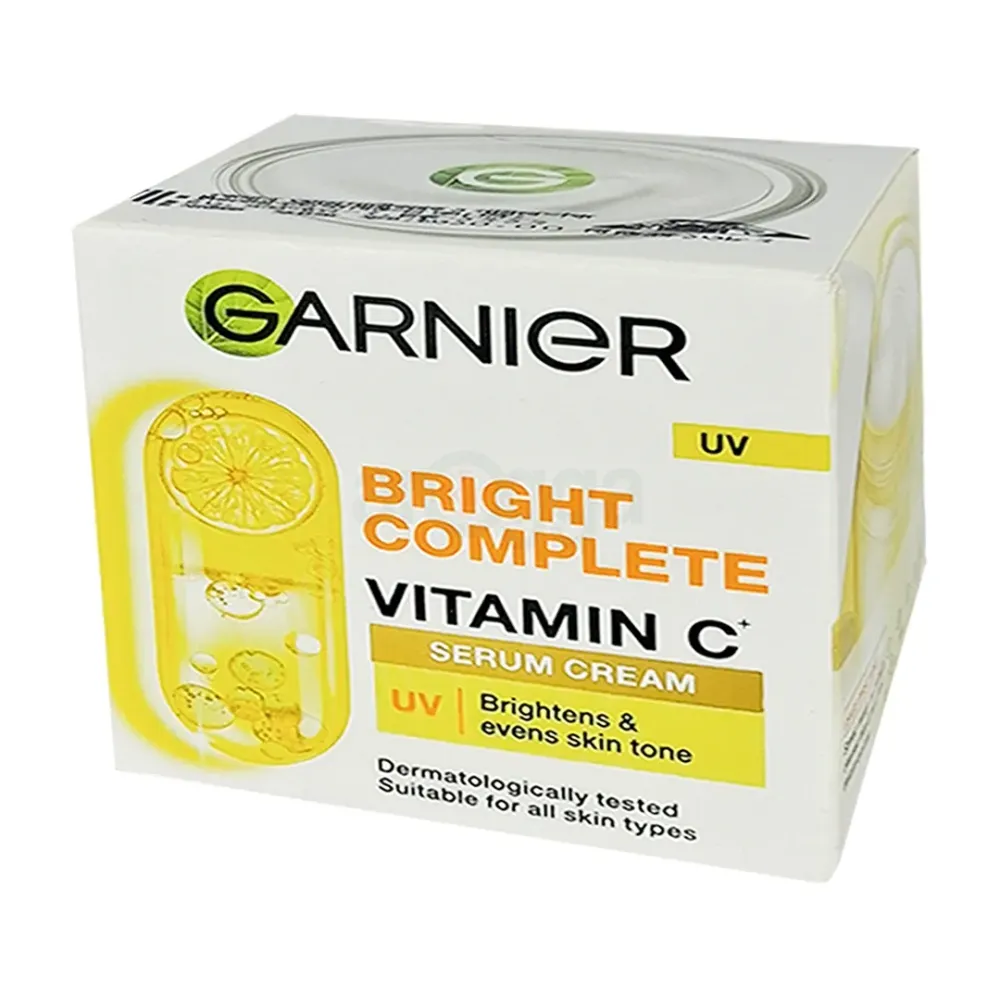 GARNIER
UV
BRIGHT
COMPLETE
VITAMIN C+
SERUM CREAM
UV | Brightens &
evens skin tone
Dermatologically tested
Suitable for all skin types